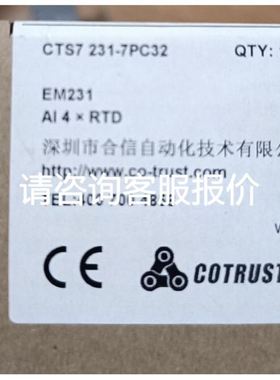 CTS7 231-7PC32 QTY:
EM231
AI 4 × RTD
深圳市合信自动化技术有限
http://www.co-trust.com
请咨询客服报价
CE COTRUST